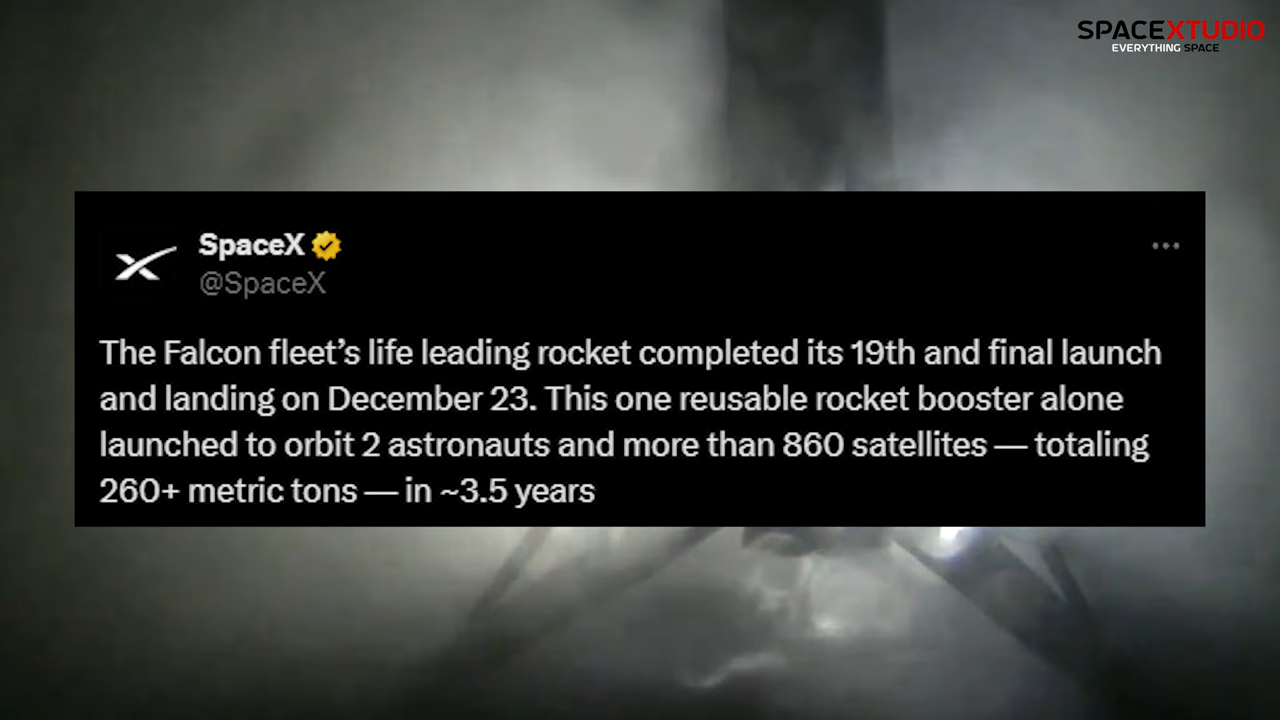 SPACEXTUDIO
EVERYTHING SPACE
SpaceX
@SpaceX
The Falcon fleet’s life leading rocket completed its 19th and final launch
and landing on December 23. This one reusable rocket booster alone
launched to orbit 2 astronauts and more than 860 satellites — totaling
260+ metric tons — in ~3.5 years